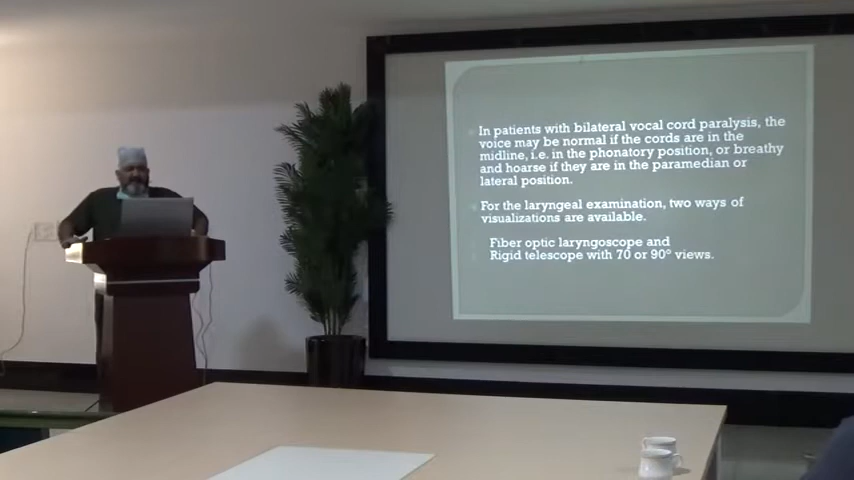 In patients with bilateral vocal cord paralysis, the
voice may be normal if the cords are in the
midline, i.e. in the phonatory position, or breathy
and hoarse if they are in the paramedian or
lateral position.
For the laryngeal examination, two ways of
visualizations are available.
Fiber optic laryngoscope and
Rigid telescope with 70 or 90° views.